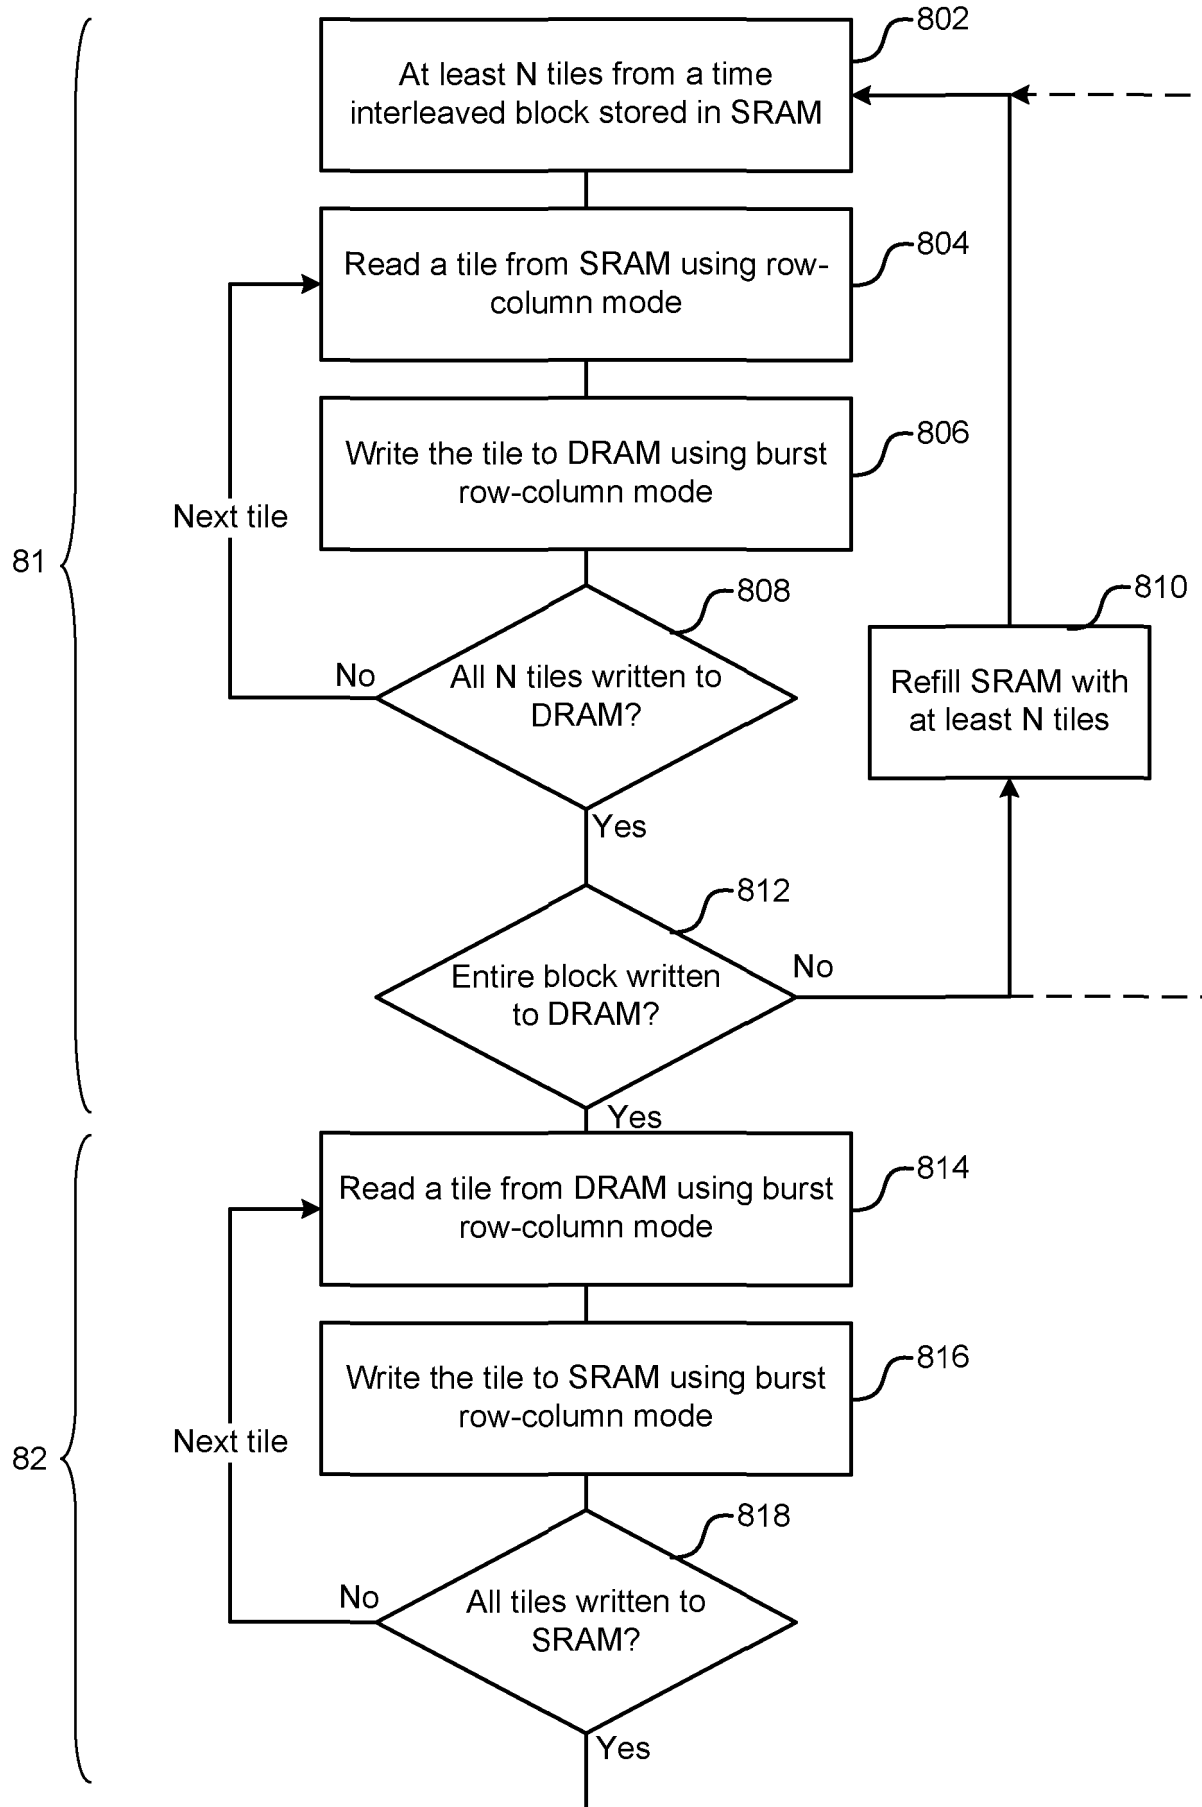 802
At least N tiles from a time
interleaved block stored in SRAM
804
Read a tile from SRAM using row-
column mode
806
Write the tile to DRAM using burst
row-column mode
Next tile
81
808
810
No
All N tiles written to
DRAM?
Refill SRAM with
at least N tiles
Yes
812
No
Entire block written
to DRAM?
Yes
814
Read a tile from DRAM using burst
row-column mode
816
Write the tile to SRAM using burst
row-column mode
Next tile
82
818
No
All tiles written to
SRAM?
Yes